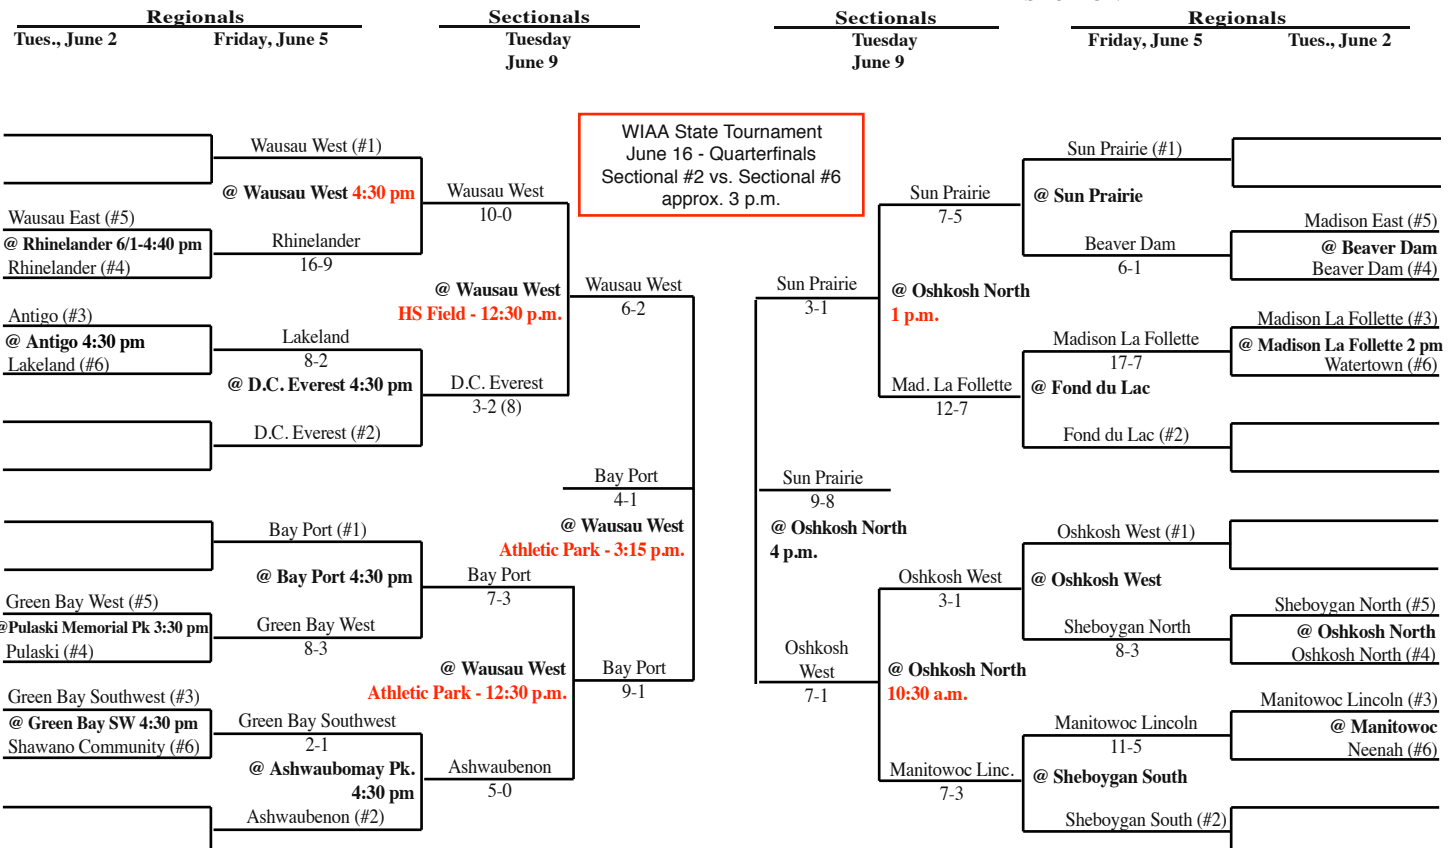 Regionals
Tues., June 2
Friday, June 5
Sectionals
Tuesday
June 9
Sectionals
Tuesday
June 9
Regionals
Friday, June 5
Tues., June 2
WIAA State Tournament
June 16 - Quarterfinals
Sectional #2 vs. Sectional #6
approx. 3 p.m.
Wausau West (#1)
@ Wausau West 4:30 pm
Wausau East (#5)
@ Rhinelander 6/1-4:40 pm
Rhinelander (#4)
Rhinelander
16-9
Wausau West
10-0
Antigo (#3)
@ Antigo 4:30 pm
Lakeland (#6)
Lakeland
8-2
@ D.C. Everest 4:30 pm
D.C. Everest (#2)
D.C. Everest
3-2 (8)
@ Wausau West
HS Field - 12:30 p.m.
Wausau West
6-2
Bay Port
4-1
@ Wausau West
Athletic Park - 3:15 p.m.
Bay Port (#1)
@ Bay Port 4:30 pm
Green Bay West (#5)
@Pulaski Memorial Pk 3:30 pm
Pulaski (#4)
Green Bay West
8-3
Bay Port
7-3
@ Wausau West
Athletic Park - 12:30 p.m.
Bay Port
9-1
Green Bay Southwest (#3)
@ Green Bay SW 4:30 pm
Shawano Community (#6)
Green Bay Southwest
2-1
@ Ashwaubomay Pk.
4:30 pm
Ashwaubenon (#2)
Ashwaubenon
5-0
Sun Prairie (#1)
@ Sun Prairie
Madison East (#5)
@ Beaver Dam
Beaver Dam (#4)
Beaver Dam
6-1
Sun Prairie
7-5
Sun Prairie
3-1
@ Oshkosh North
1 p.m.
Madison La Follette (#3)
@ Madison La Follette 2 pm
Watertown (#6)
Madison La Follette
17-7
@ Fond du Lac
Fond du Lac (#2)
Mad. La Follette
12-7
Sun Prairie
9-8
@ Oshkosh North
4 p.m.
Oshkosh West (#1)
@ Oshkosh West
Sheboygan North (#5)
@ Oshkosh North
Oshkosh North (#4)
Sheboygan North
8-3
Oshkosh West
3-1
Oshkosh
West
7-1
@ Oshkosh North
10:30 a.m.
Manitowoc Lincoln (#3)
@ Manitowoc
Neenah (#6)
Manitowoc Lincoln
11-5
@ Sheboygan South
Sheboygan South (#2)
Manitowoc Linc.
7-3